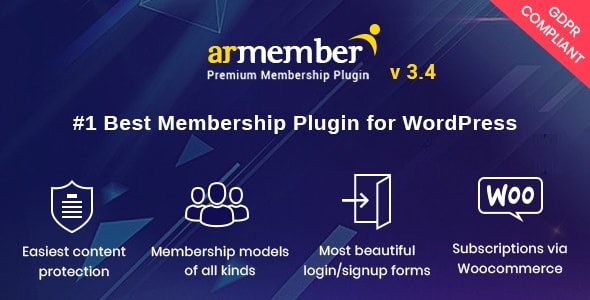 armember
Premium Membership Plugin
v 3.4
GDPR
COMPLIANT
#1 Best Membership Plugin for WordPress
Easiest content
protection
Membership models
of all kinds
Most beautiful
login/signup forms
WOO
Subscriptions via
Woocommerce